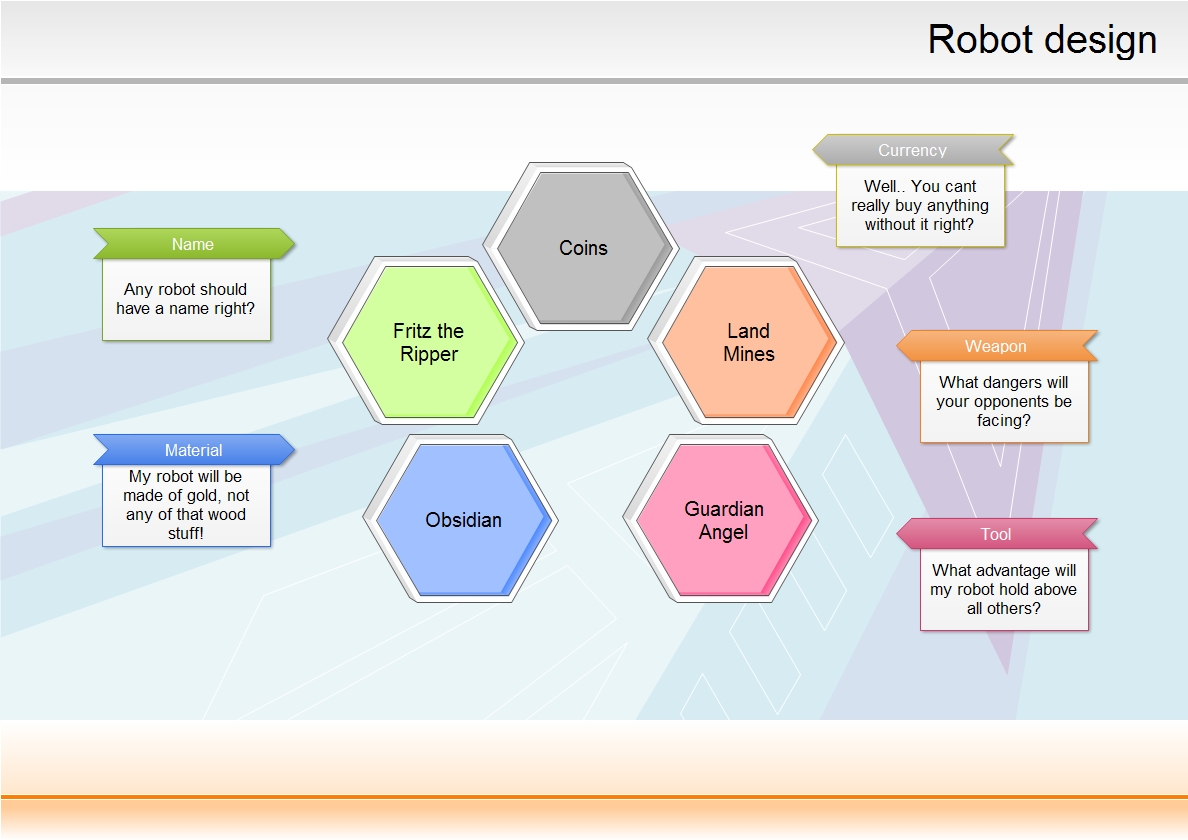 Robot design
Currency
Well.. You cant
really buy anything
without it right?
Name
Any robot should
have a name right?
Coins
Fritz the
Ripper
Land
Mines
Weapon
What dangers will
your opponents be
facing?
Material
My robot will be
made of gold, not
any of that wood
stuff!
Obsidian
Guardian
Angel
Tool
What advantage will
my robot hold above
all others?